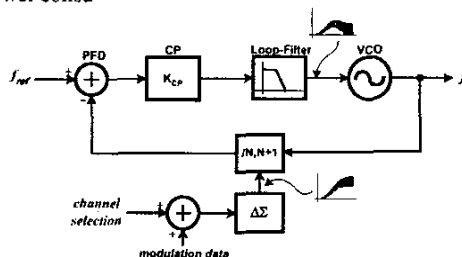 PFD
CP
Loop-Filter
VCO
f_ref
+
-
K_CP
/N,N+1
channel
selection
+
+
ΔΣ
modulation data